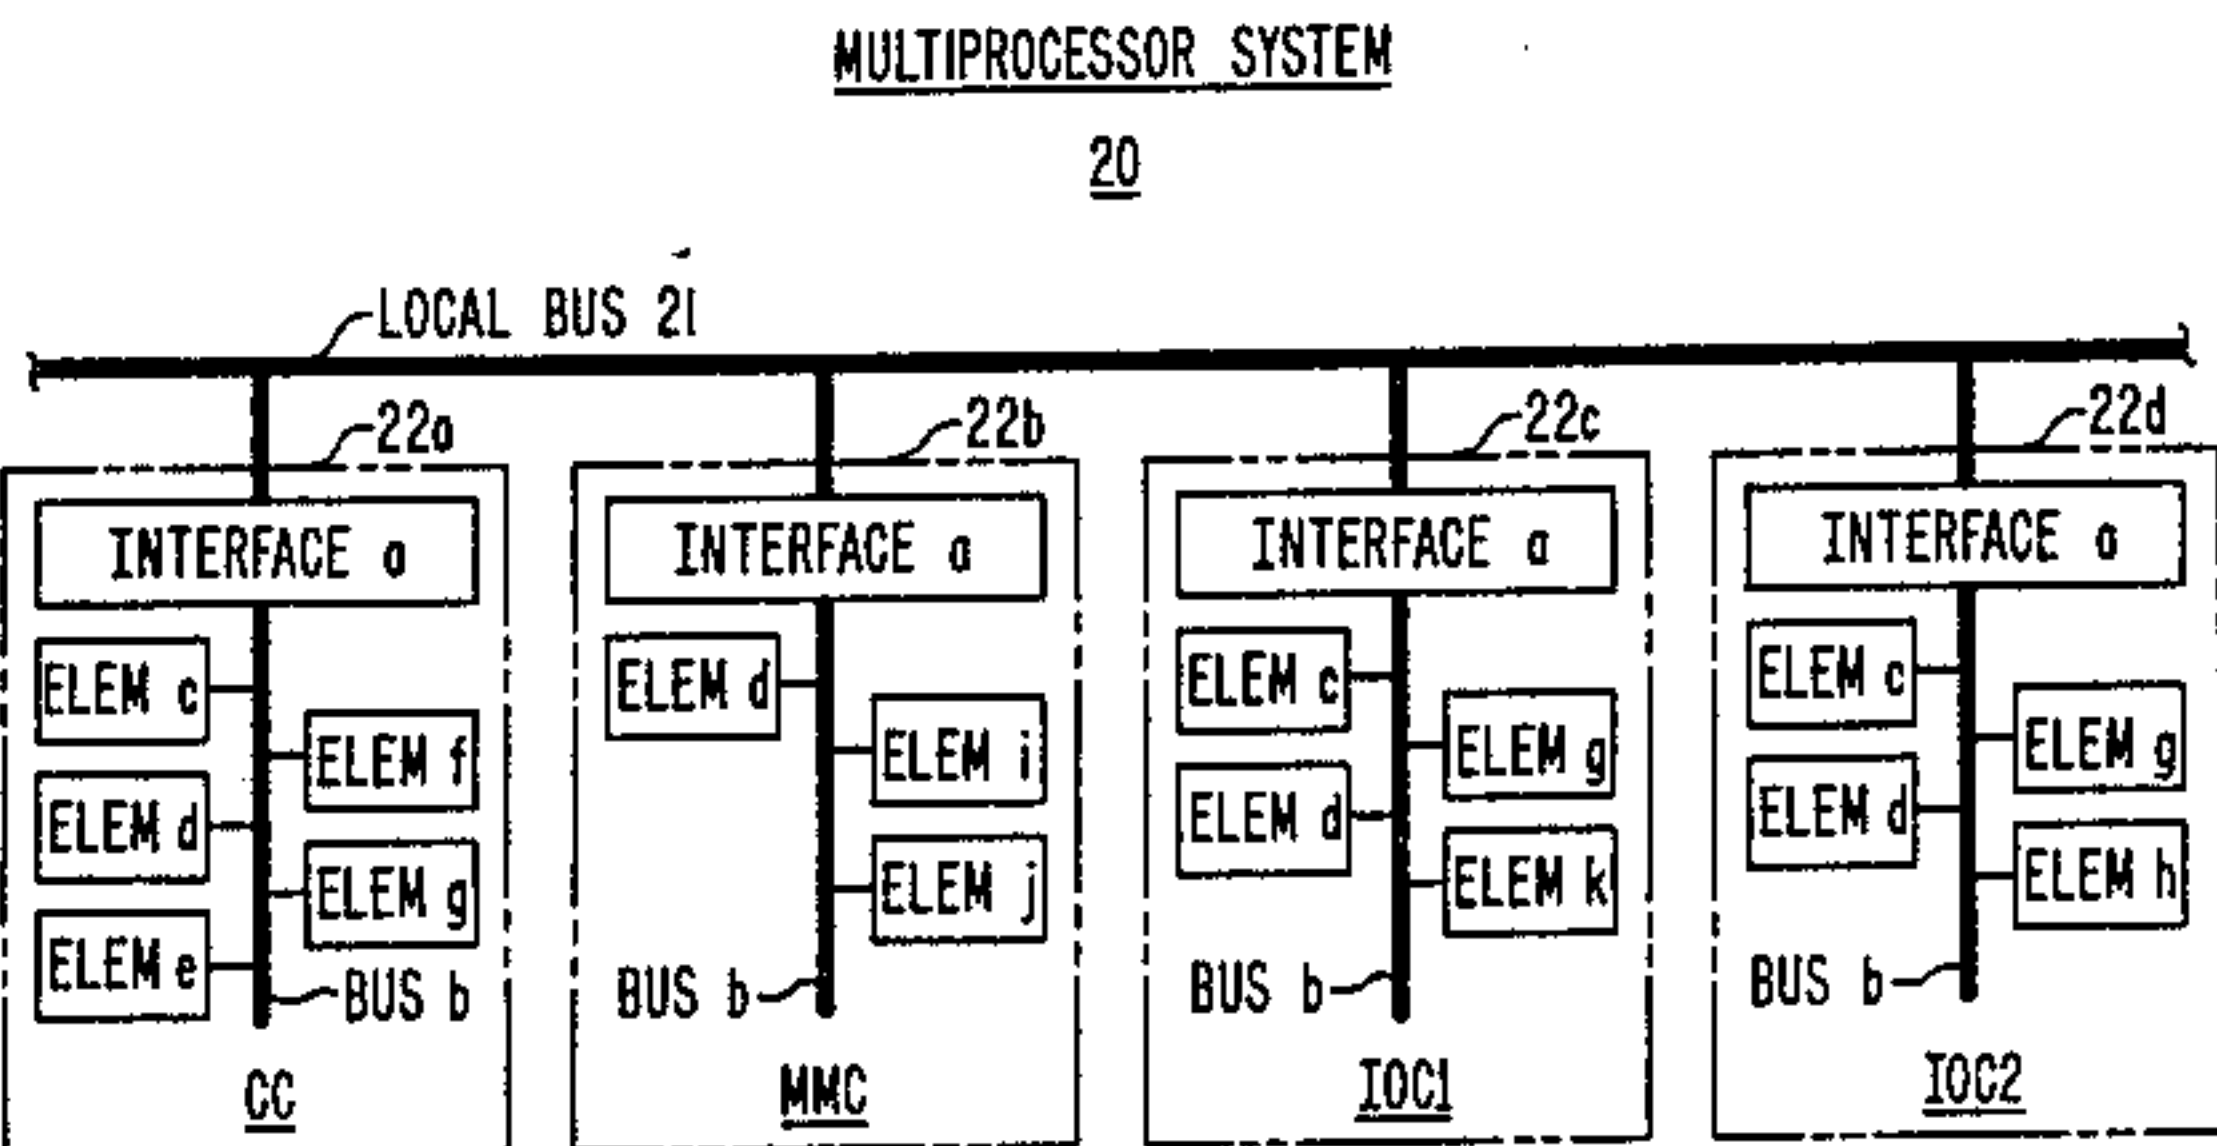 MULTIPROCESSOR SYSTEM
20
LOCAL BUS 21
22a
22b
22c
22d
INTERFACE a
ELEM c
ELEM f
ELEM d
ELEM g
ELEM e
BUS b
CC
INTERFACE a
ELEM d
ELEM i
ELEM j
BUS b
MMC
INTERFACE a
ELEM c
ELEM g
ELEM d
ELEM k
BUS b
IOC1
INTERFACE a
ELEM c
ELEM g
ELEM d
ELEM h
BUS b
IOC2